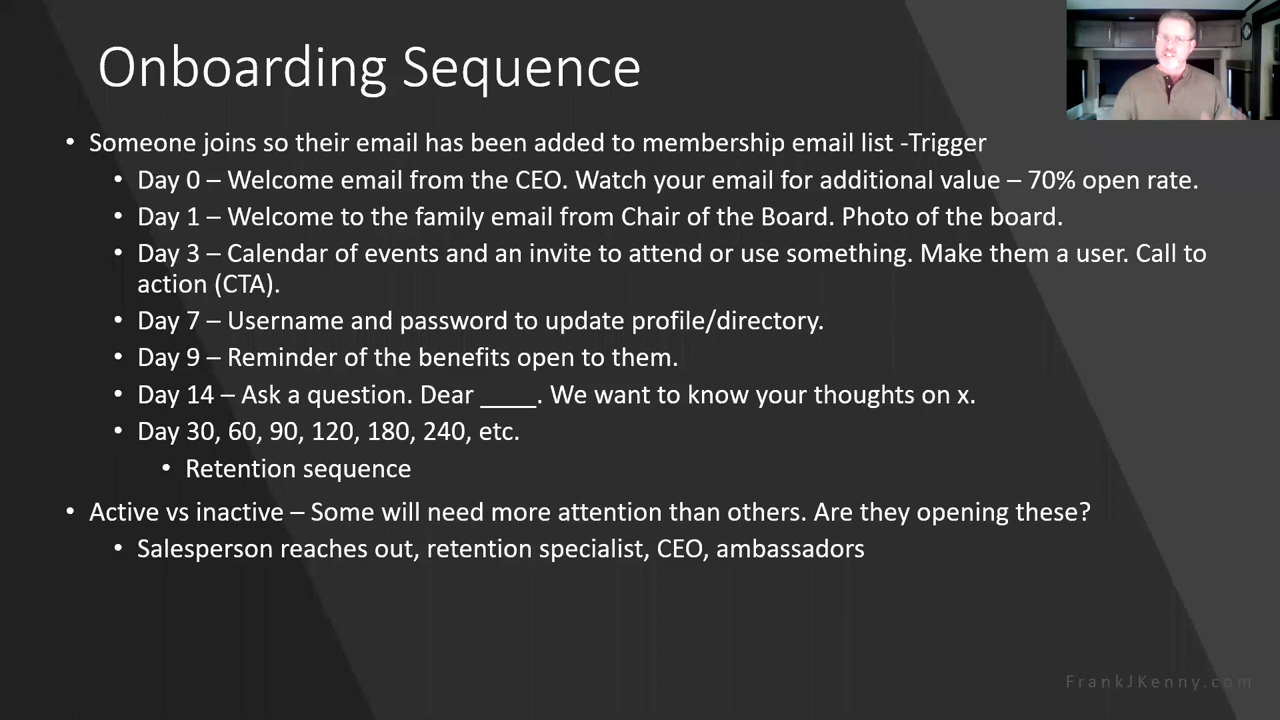 Onboarding Sequence
• Someone joins so their email has been added to membership email list -Trigger
• Day 0 – Welcome email from the CEO. Watch your email for additional value – 70% open rate.
• Day 1 – Welcome to the family email from Chair of the Board. Photo of the board.
• Day 3 – Calendar of events and an invite to attend or use something. Make them a user. Call to
action (CTA).
• Day 7 – Username and password to update profile/directory.
• Day 9 – Reminder of the benefits open to them.
• Day 14 – Ask a question. Dear ____. We want to know your thoughts on x.
• Day 30, 60, 90, 120, 180, 240, etc.
• Retention sequence
• Active vs inactive – Some will need more attention than others. Are they opening these?
• Salesperson reaches out, retention specialist, CEO, ambassadors
FrankJKenny.com